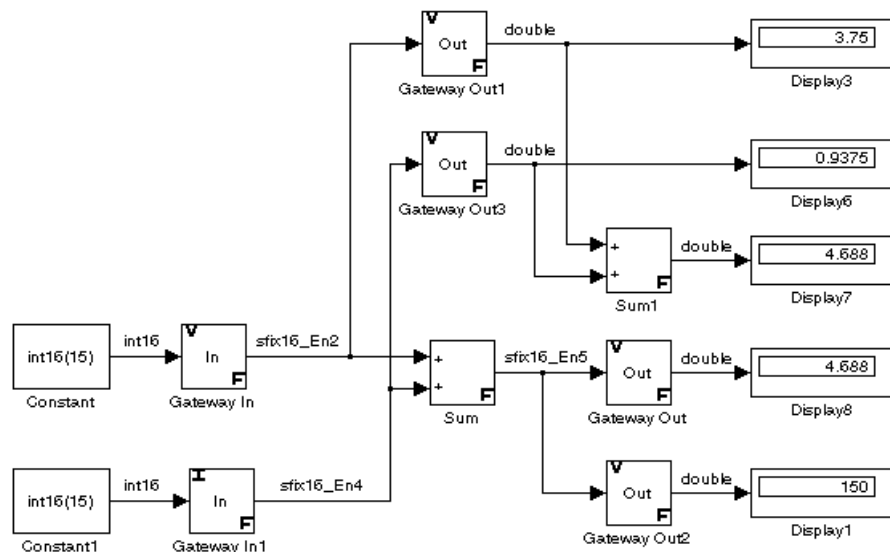 V
Out
F
Gateway Out1
double
3.75
Display3
V
Out
F
Gateway Out3
double
0.9375
Display6
+
+
F
Sum1
double
4.688
Display7
int16(15)
Constant
int16
V
In
F
Gateway In
sfix16_En2
+
+
F
Sum
sfix16_En5
V
Out
F
Gateway Out
double
4.688
Display8
int16(15)
Constant1
int16
I
In
F
Gateway In1
sfix16_En4
V
Out
F
Gateway Out2
double
150
Display1